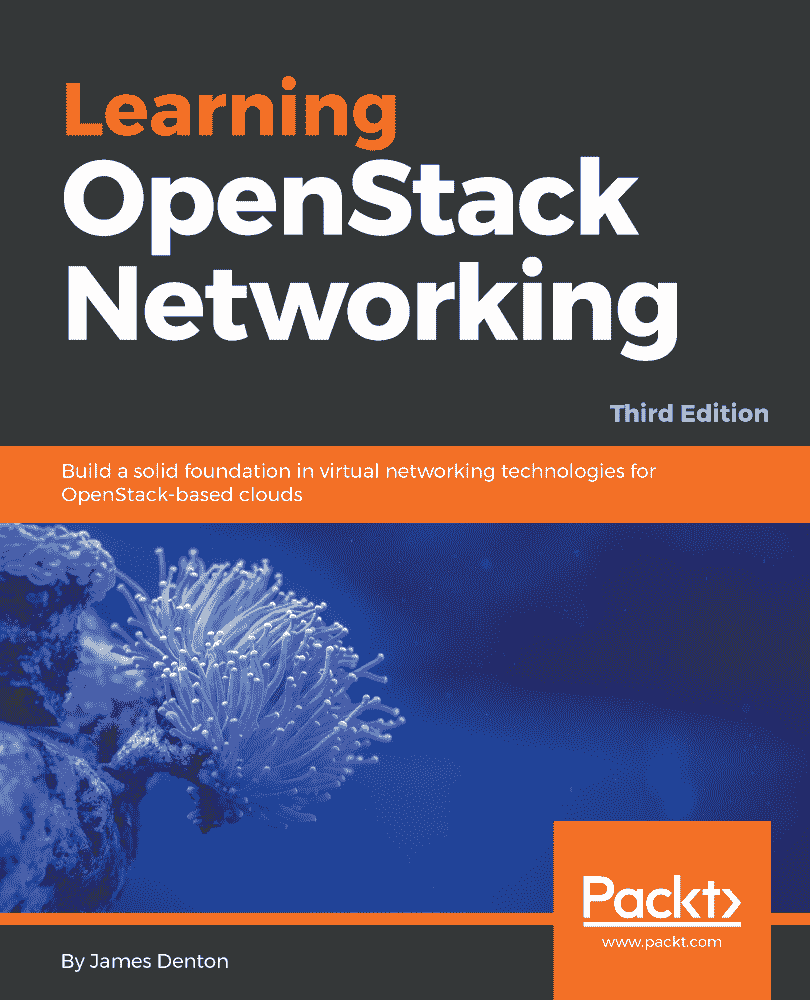 Learning
OpenStack
Networking
Third Edition
Build a solid foundation in virtual networking technologies for
OpenStack-based clouds
Packt>
www.packt.com
By James Denton